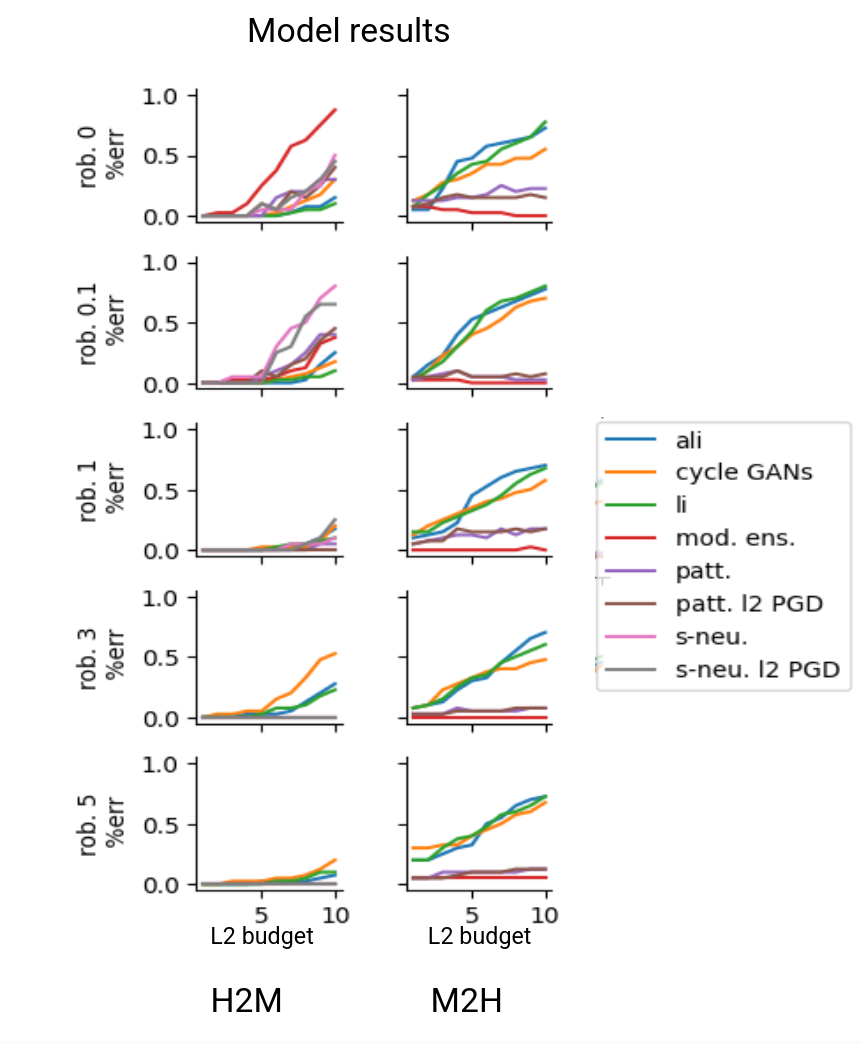 Model results
rob. 0
%err
1.0
0.5
0.0
rob. 0.1
%err
1.0
0.5
0.0
rob. 1
%err
1.0
0.5
0.0
rob. 3
%err
1.0
0.5
0.0
rob. 5
%err
1.0
0.5
0.0
5 10
5 10
L2 budget
L2 budget
H2M
M2H
ali
cycle GANs
li
mod. ens.
patt.
patt. l2 PGD
s-neu.
s-neu. l2 PGD